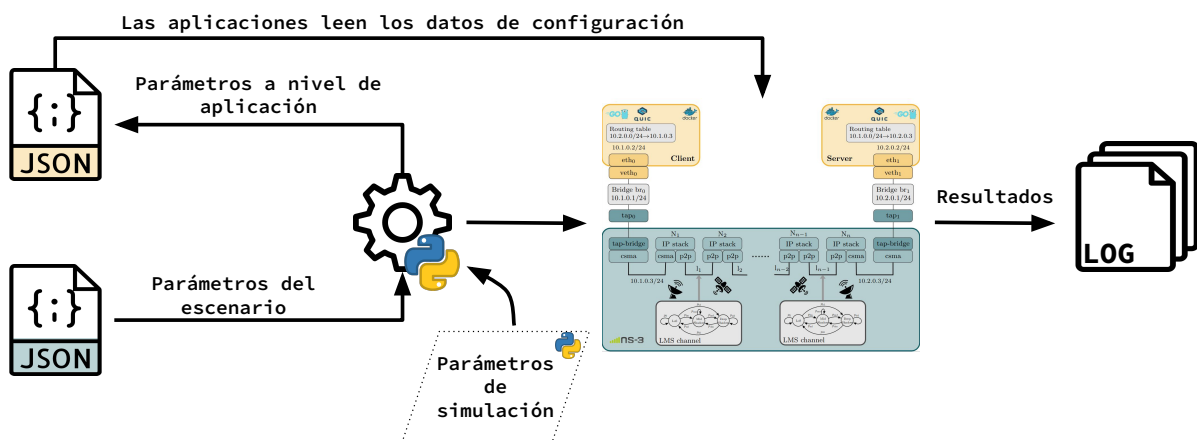 Las aplicaciones leen los datos de configuración
{;}
JSON
Parámetros a nivel de
aplicación
{;}
JSON
Parámetros del
escenario
Parámetros
de
simulación
GO
QUIC
docker
Routing table
10.2.0.0/24→10.1.0.3
10.1.0.2/24
Client
eth₀
veth₀
Bridge br₀
10.1.0.1/24
tap₀
docker
QUIC
GO
Routing table
10.1.0.0/24→10.2.0.3
10.2.0.2/24
Server
eth₁
veth₁
Bridge br₁
10.2.0.1/24
tap₁
N₁ N₂ Nₙ₋₁ Nₙ
tap-bridge IP stack IP stack IP stack IP stack tap-bridge
csma csma p2p p2p p2p ...... p2p p2p p2p csma csma
l₁ l₂ lₙ₋₂ lₙ₋₁
10.1.0.3/24 10.2.0.3/24
LMS channel LMS channel
ns-3
Resultados
LOG